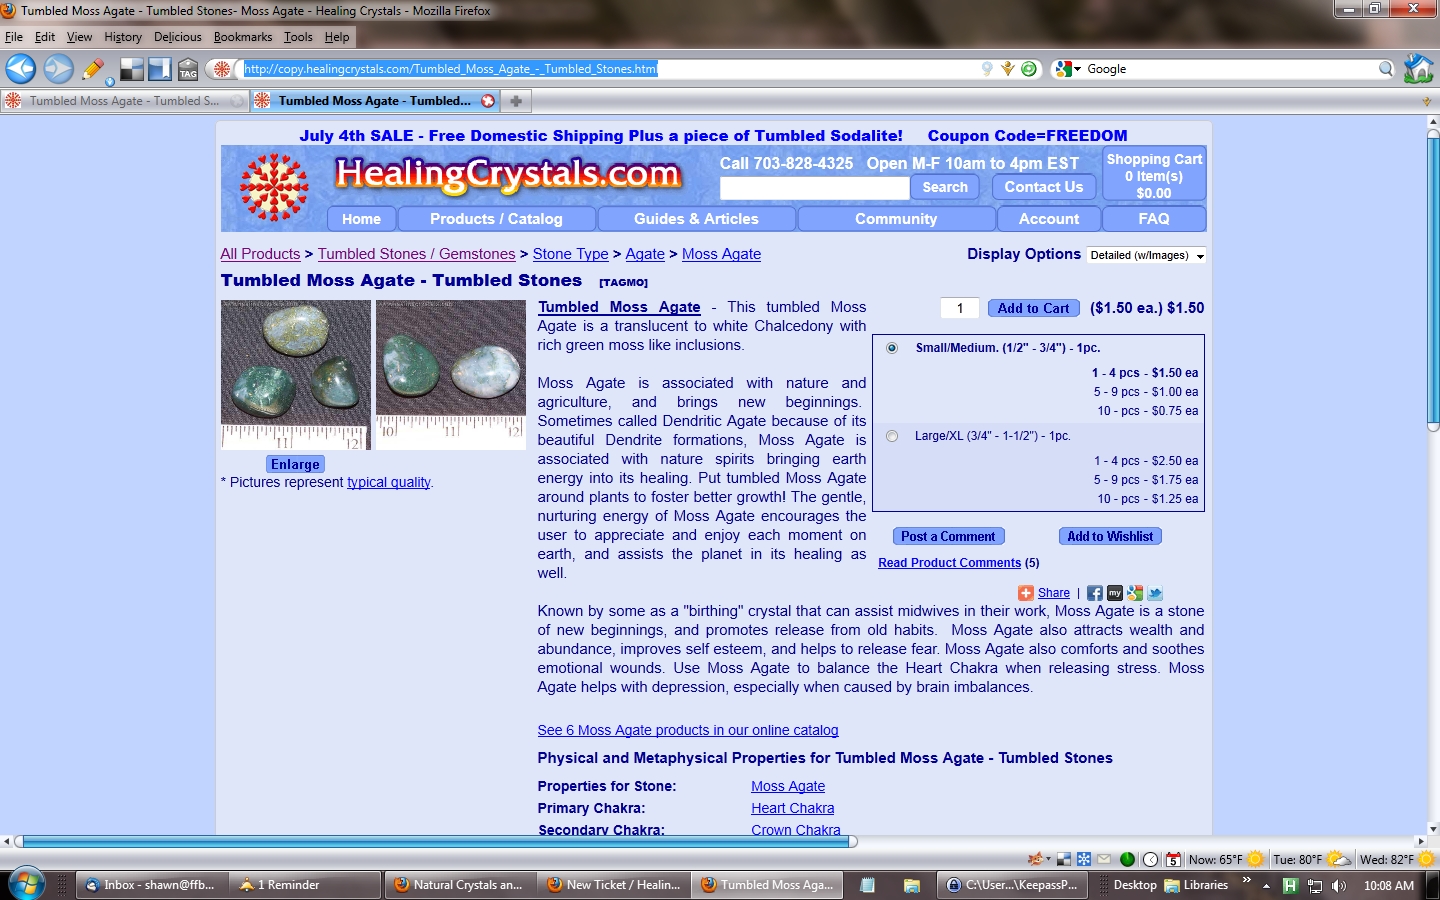 Tumbled Moss Agate - Tumbled Stones- Moss Agate - Healing Crystals - Mozilla Firefox
File Edit View History Delicious Bookmarks Tools Help
TAG http://copy.healingcrystals.com/Tumbled_Moss_Agate_-_Tumbled_Stones.html Google
Tumbled Moss Agate - Tumbled S... Tumbled Moss Agate - Tumbled...
July 4th SALE - Free Domestic Shipping Plus a piece of Tumbled Sodalite! Coupon Code=FREEDOM
HealingCrystals.com
Call 703-828-4325 Open M-F 10am to 4pm EST
Search Contact Us
Shopping Cart
0 Item(s)
$0.00
Home Products / Catalog Guides & Articles Community Account FAQ
All Products > Tumbled Stones / Gemstones > Stone Type > Agate > Moss Agate
Display Options Detailed (w/Images)
Tumbled Moss Agate - Tumbled Stones [TAGMO]
11 12
10 11
Enlarge
* Pictures represent typical quality.
Tumbled Moss Agate - This tumbled Moss
Agate is a translucent to white Chalcedony with
rich green moss like inclusions.
Moss Agate is associated with nature and
agriculture, and brings new beginnings.
Sometimes called Dendritic Agate because of its
beautiful Dendrite formations, Moss Agate is
associated with nature spirits bringing earth
energy into its healing. Put tumbled Moss Agate
around plants to foster better growth! The gentle,
nurturing energy of Moss Agate encourages the
user to appreciate and enjoy each moment on
earth, and assists the planet in its healing as
well.
1 Add to Cart ($1.50 ea.) $1.50
Small/Medium. (1/2" - 3/4") - 1pc.
1 - 4 pcs - $1.50 ea
5 - 9 pcs - $1.00 ea
10 - pcs - $0.75 ea
Large/XL (3/4" - 1-1/2") - 1pc.
1 - 4 pcs - $2.50 ea
5 - 9 pcs - $1.75 ea
10 - pcs - $1.25 ea
Post a Comment Add to Wishlist
Read Product Comments (5)
Share | my
Known by some as a "birthing" crystal that can assist midwives in their work, Moss Agate is a stone
of new beginnings, and promotes release from old habits. Moss Agate also attracts wealth and
abundance, improves self esteem, and helps to release fear. Moss Agate also comforts and soothes
emotional wounds. Use Moss Agate to balance the Heart Chakra when releasing stress. Moss
Agate helps with depression, especially when caused by brain imbalances.
See 6 Moss Agate products in our online catalog
Physical and Metaphysical Properties for Tumbled Moss Agate - Tumbled Stones
Properties for Stone: Moss Agate
Primary Chakra: Heart Chakra
Secondary Chakra: Crown Chakra
5 Now: 65°F Tue: 80°F Wed: 82°F
Inbox - shawn@ffb... 1 Reminder Natural Crystals an... New Ticket / Healin... Tumbled Moss Aga... C:\User...\KeepassP... Desktop Libraries » H 10:08 AM